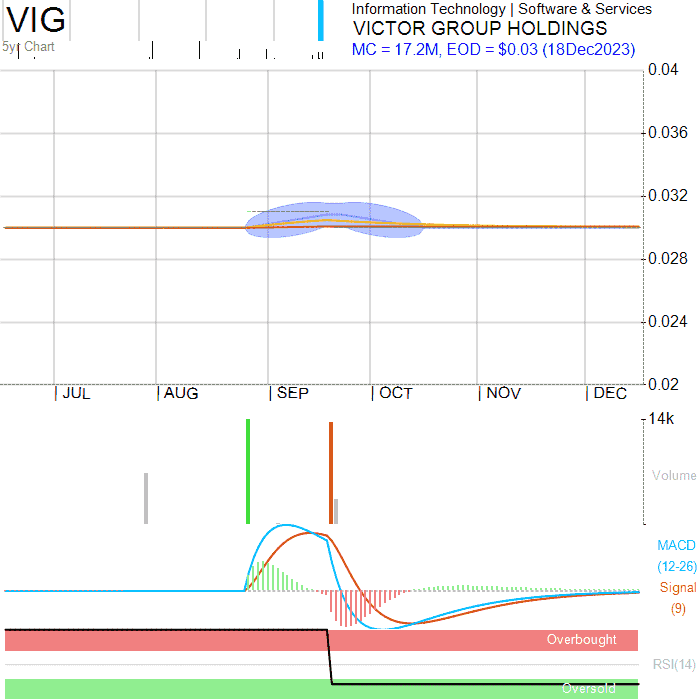 VIG
5yr Chart
Information Technology | Software & Services
VICTOR GROUP HOLDINGS
MC = 17.2M, EOD = $0.03 (18Dec2023)
0.04
0.036
0.032
0.028
0.024
0.02
JUL AUG SEP OCT NOV DEC
14k
Volume
MACD
(12-26)
Signal
(9)
Overbought
RSI(14)
Oversold